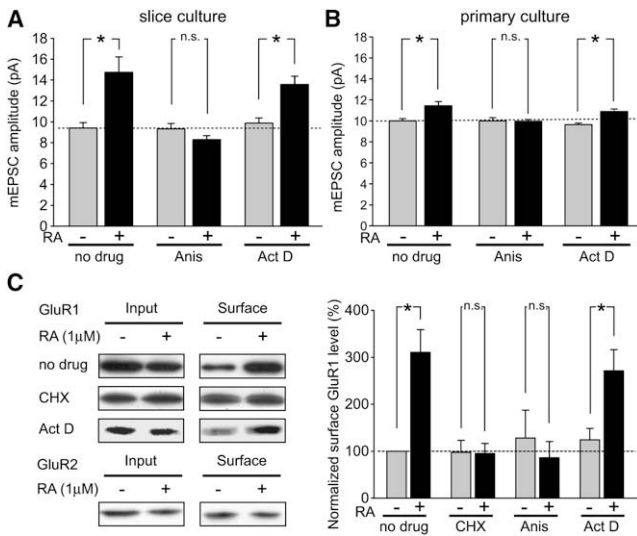 A
slice culture
mEPSC amplitude (pA)
18
16
14
12
10
8
6
4
2
0
* n.s. *
RA - + - + - +
no drug Anis Act D
B
primary culture
mEPSC amplitude (pA)
18
16
14
12
10
8
6
4
2
0
* n.s. *
RA - + - + - +
no drug Anis Act D
C
GluR1 Input Surface
RA (1μM) - + - +
no drug
CHX
Act D
GluR2 Input Surface
RA (1μM) - + - +
Normalized surface GluR1 level (%)
400
300
200
100
0
* n.s. n.s. *
RA - + - + - + - +
no drug CHX Anis Act D